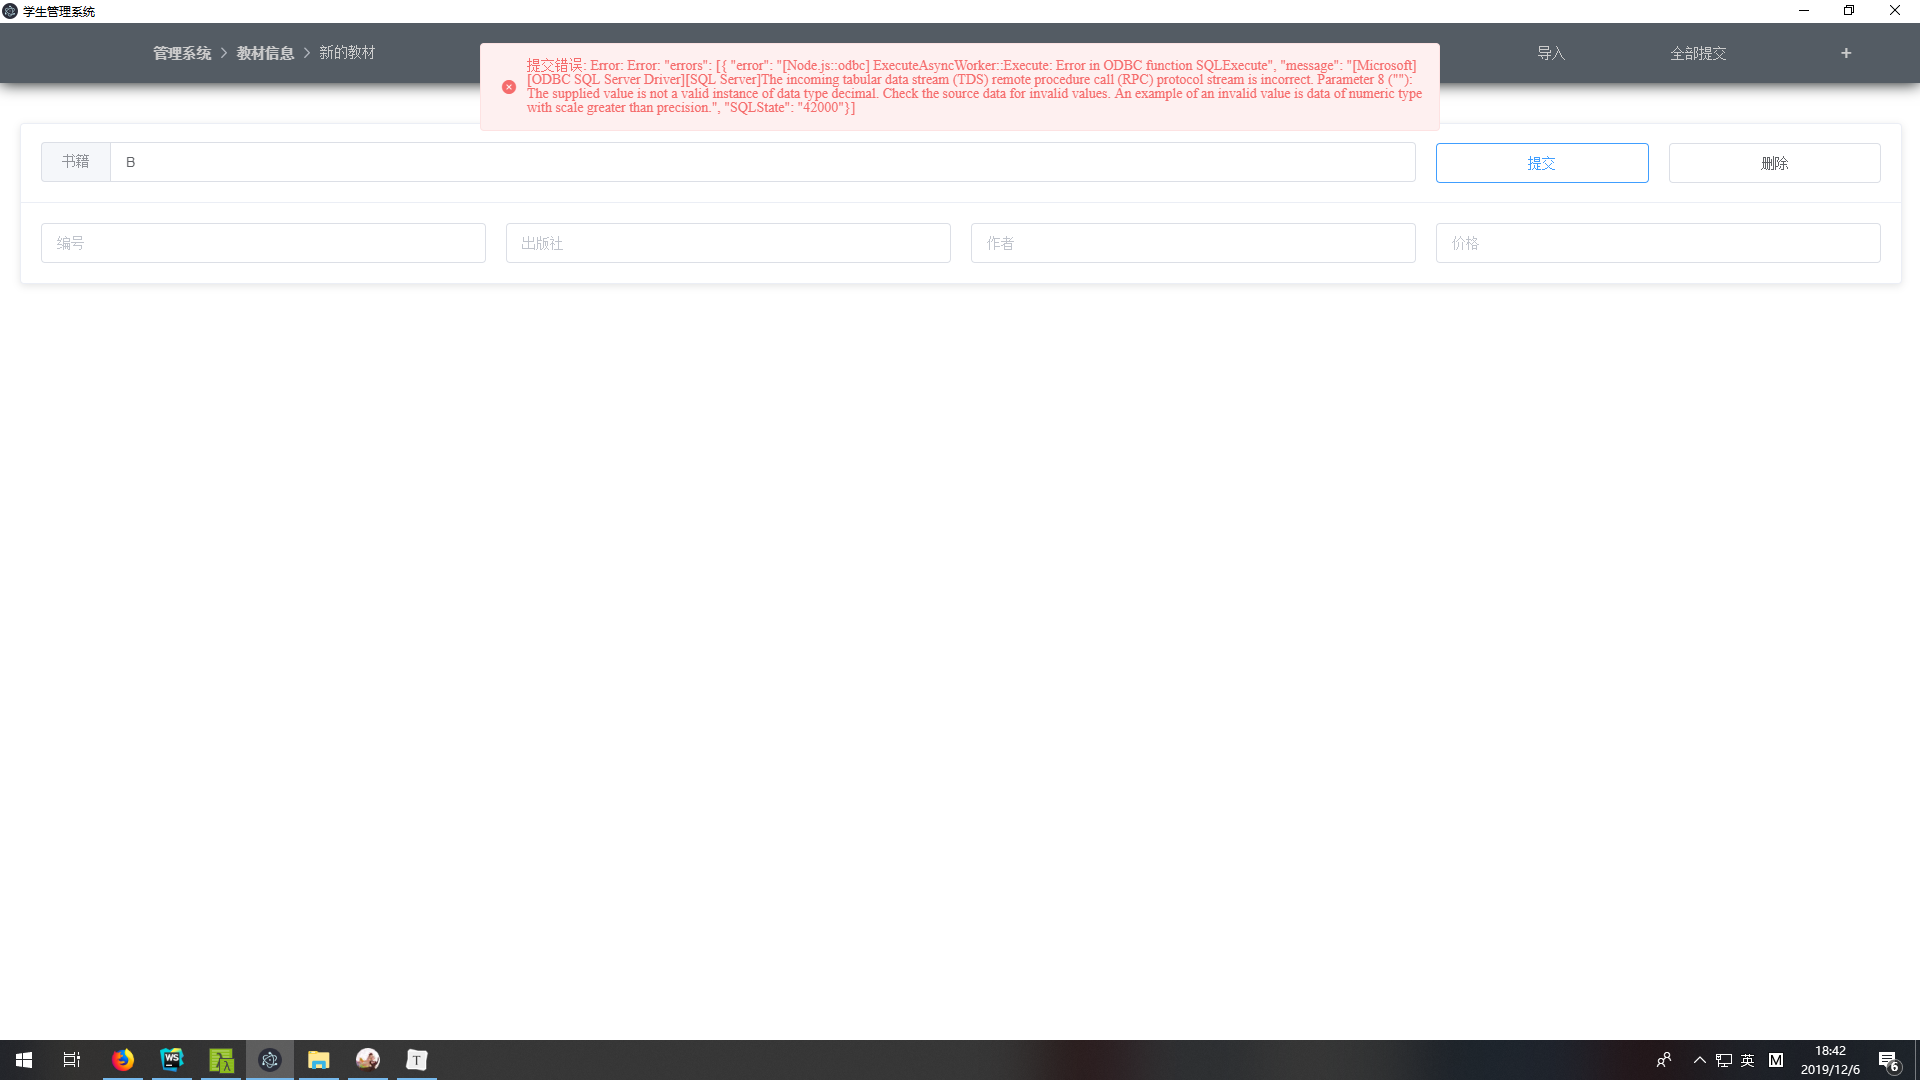 学生管理系统
管理系统 > 教材信息 > 新的教材
提交错误: Error: Error: "errors": [{ "error": "[Node.js::odbc] ExecuteAsyncWorker::Execute: Error in ODBC function SQLExecute", "message": "[Microsoft]
[ODBC SQL Server Driver][SQL Server]The incoming tabular data stream (TDS) remote procedure call (RPC) protocol stream is incorrect. Parameter 8 (""):
The supplied value is not a valid instance of data type decimal. Check the source data for invalid values. An example of an invalid value is data of numeric type
with scale greater than precision.", "SQLState": "42000"}]
导入 全部提交 +
书籍 B 提交 删除
编号 出版社 作者 价格
WS
λ
T
英
M
18:42
2019/12/6
6